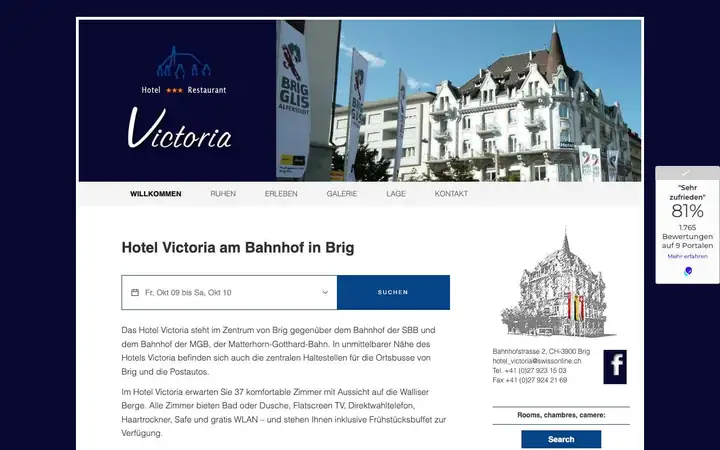 Hotel ★★★ Restaurant
Victoria
BRIG
GLIS
Hotel
WILLKOMMEN RUHEN ERLEBEN GALERIE LAGE KONTAKT
"Sehr
zufrieden"
81%
1.765
Bewertungen
auf 9 Portalen
Mehr erfahren
Hotel Victoria am Bahnhof in Brig
Fr, Okt 09 bis Sa, Okt 10
SUCHEN
Das Hotel Victoria steht im Zentrum von Brig gegenüber dem Bahnhof der SBB und
dem Bahnhof der MGB, der Matterhorn-Gotthard-Bahn. In unmittelbarer Nähe des
Hotels Victoria befinden sich auch die zentralen Haltestellen für die Ortsbusse von
Brig und die Postautos.
Im Hotel Victoria erwarten Sie 37 komfortable Zimmer mit Aussicht auf die Walliser
Berge. Alle Zimmer bieten Bad oder Dusche, Flatscreen TV, Direktwahltelefon,
Haartrockner, Safe und gratis WLAN – und stehen Ihnen inklusive Frühstücksbuffet zur
Verfügung.
Bahnhofstrasse 2, CH-3900 Brig
hotel_victoria@swissonline.ch
Tel. +41 (0)27 923 15 03
Fax +41 (0)27 924 21 69
f
Rooms, chambres, camere:
Search